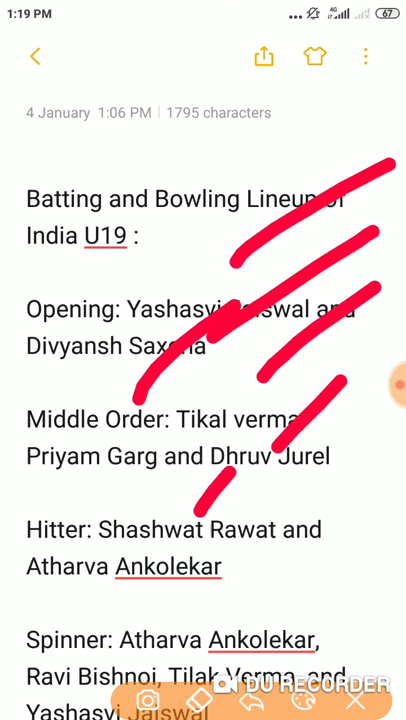 1:19 PM
4G
67
4 January 1:06 PM | 1795 characters
Batting and Bowling Lineup of
India U19 :
Opening: Yashasvi Jaiswal and
Divyansh Saxena
Middle Order: Tikal verma
Priyam Garg and Dhruv Jurel
Hitter: Shashwat Rawat and
Atharva Ankolekar
Spinner: Atharva Ankolekar,
Ravi Bishnoi, Tilak Verma and
Yashasvi Jaiswal
DU RECORDER